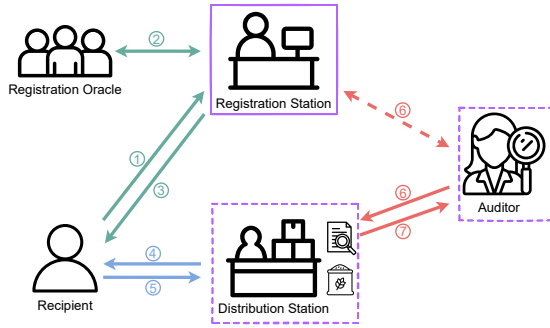 ②
Registration Oracle
Registration Station
⑥
①
③
⑥
Auditor
⑦
④
⑤
Recipient
Distribution Station